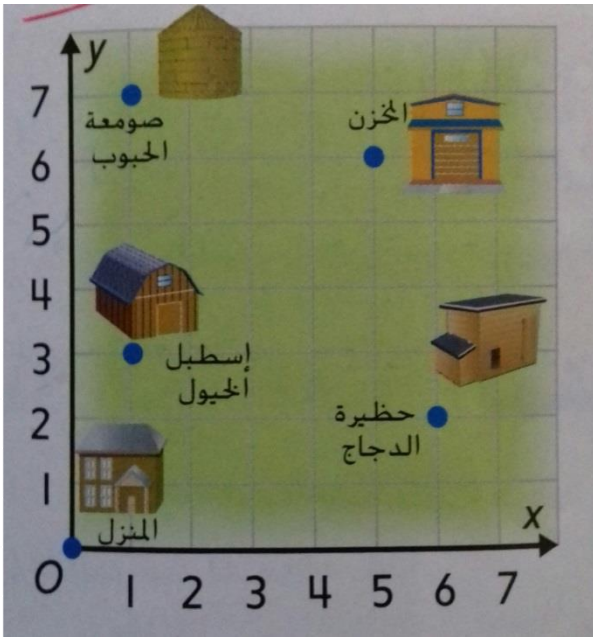 y
7
صومعة
الحبوب
المخزن
6
5
4
3
إسطبل
الخيول
2
حظيرة
الدجاج
1
المنزل
x
0 1 2 3 4 5 6 7